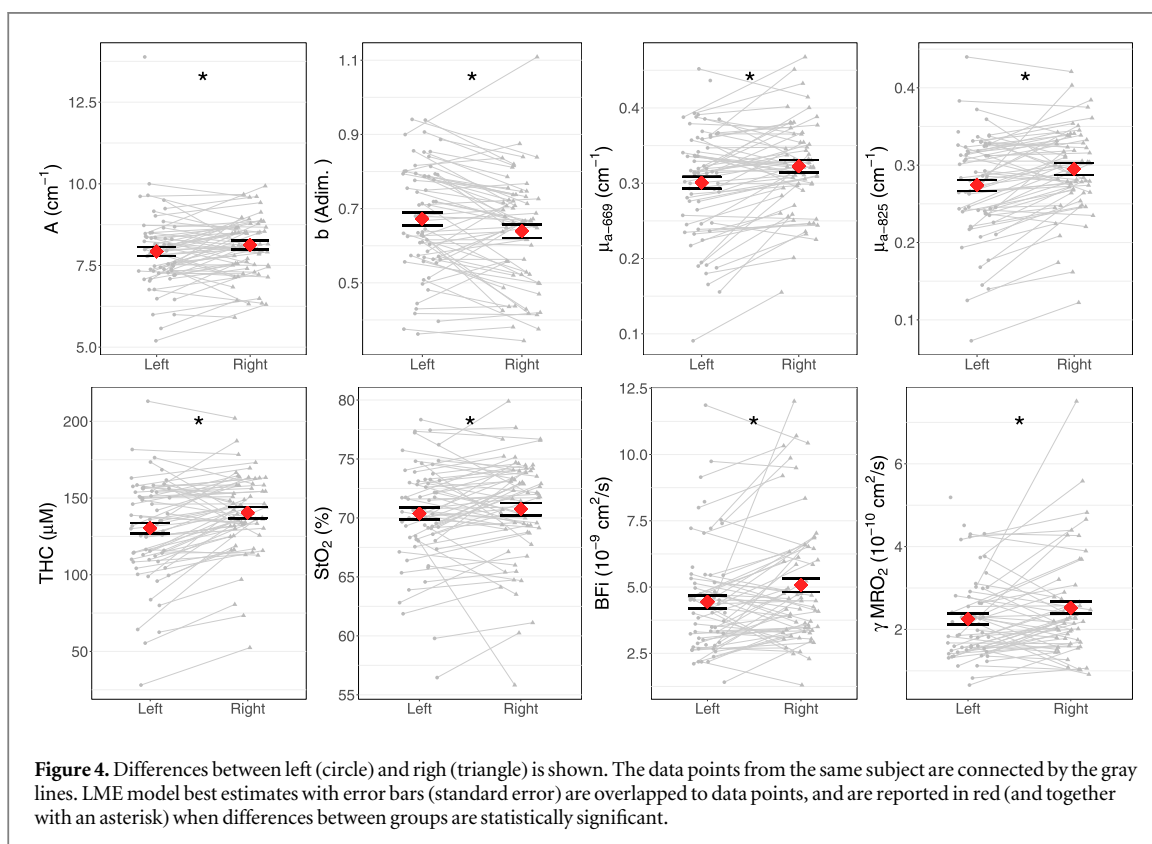 A (cm⁻¹)
12.5
10.0
7.5
5.0
*
Left Right
b (Adim.)
1.1
0.9
0.7
0.5
*
Left Right
μa−669 (cm⁻¹)
0.4
0.3
0.2
0.1
*
Left Right
μa−825 (cm⁻¹)
0.4
0.3
0.2
0.1
*
Left Right
THC (μM)
200
150
100
50
*
Left Right
StO₂ (%)
80
75
70
65
60
55
*
Left Right
BFi (10⁻⁹ cm²/s)
12.5
10.0
7.5
5.0
2.5
*
Left Right
γ MRO₂ (10⁻¹⁰ cm²/s)
6
4
2
*
Left Right
Figure 4. Differences between left (circle) and righ (triangle) is shown. The data points from the same subject are connected by the gray
lines. LME model best estimates with error bars (standard error) are overlapped to data points, and are reported in red (and together
with an asterisk) when differences between groups are statistically significant.